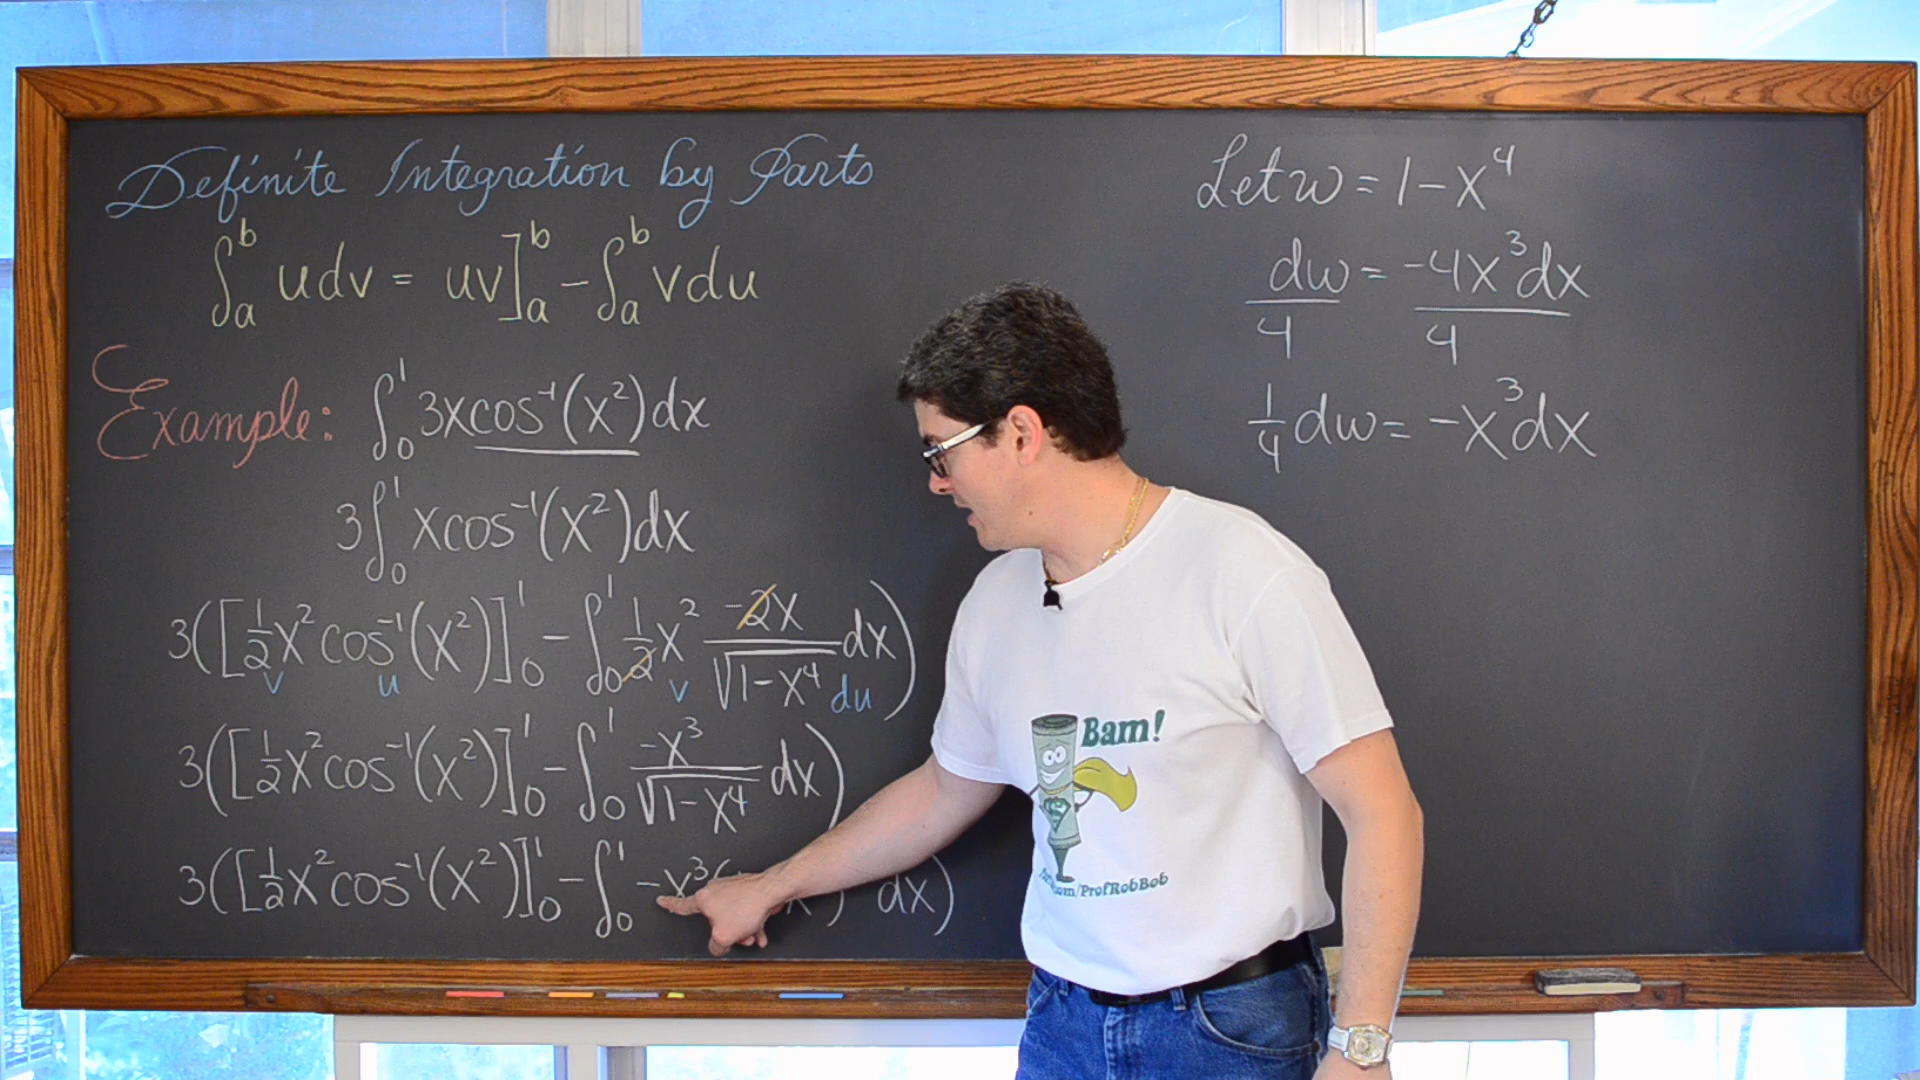 Definite Integration by Parts
∫ₐᵇ u dv = uv]ₐᵇ − ∫ₐᵇ v du
Example: ∫₀¹ 3x cos⁻¹(x²) dx
3∫₀¹ x cos⁻¹(x²) dx
3([½x² cos⁻¹(x²)]₀¹ − ∫₀¹ ½x² (−2x)/√(1−x⁴) dx)
v u v du
3([½x² cos⁻¹(x²)]₀¹ − ∫₀¹ −x³/√(1−x⁴) dx)
3([½x² cos⁻¹(x²)]₀¹ − ∫₀¹ −x³( ) dx)
Let w = 1 − x⁴
dw/4 = −4x³dx/4
¼ dw = −x³dx
Bam!
/ProfRobBob